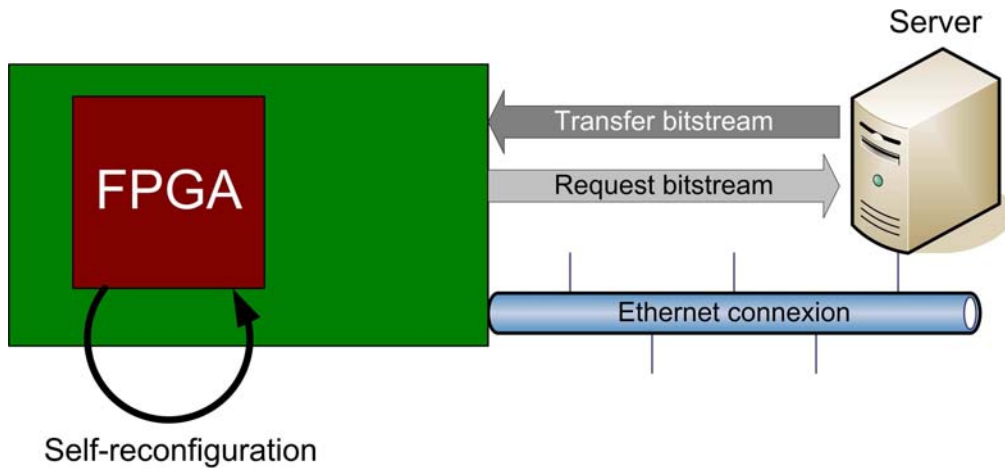 Server
Transfer bitstream
Request bitstream
FPGA
Ethernet connexion
Self-reconfiguration